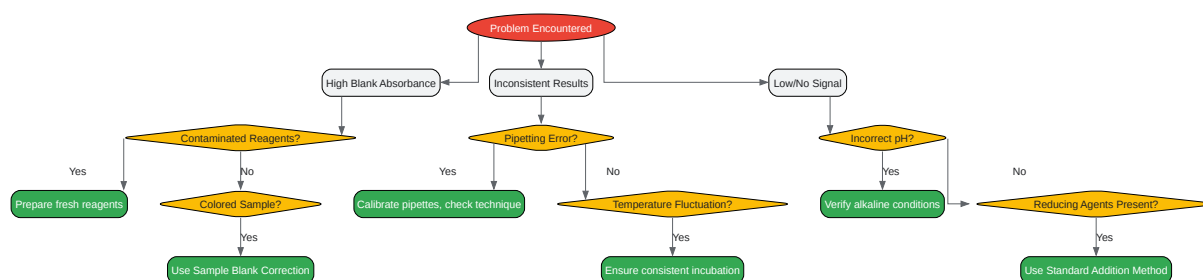 Problem Encountered
High Blank Absorbance
Inconsistent Results
Low/No Signal
Contaminated Reagents?
Pipetting Error?
Incorrect pH?
Yes
No
Yes
No
Yes
No
Prepare fresh reagents
Colored Sample?
Calibrate pipettes, check technique
Temperature Fluctuation?
Verify alkaline conditions
Reducing Agents Present?
Yes
Yes
Yes
Use Sample Blank Correction
Ensure consistent incubation
Use Standard Addition Method